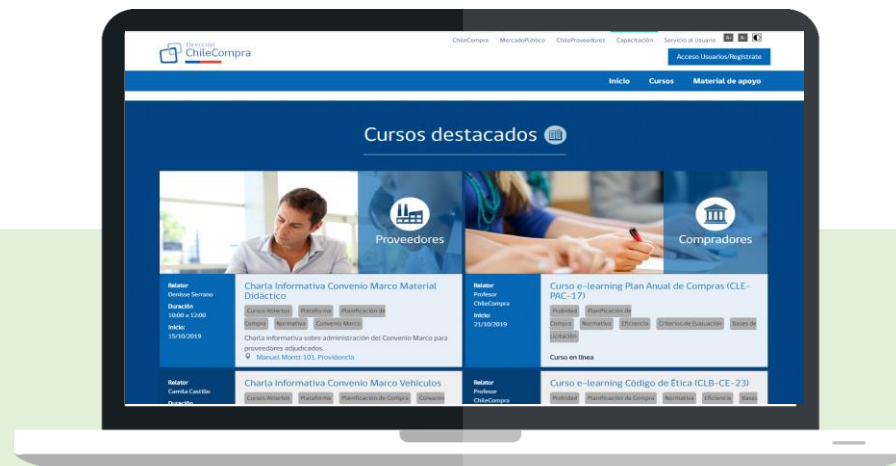 Dirección
ChileCompra
ChileCompra MercadoPúblico ChileProveedores Capacitación Servicio al Usuario A+ A-
Acceso Usuarios/Regístrate
Inicio Cursos Material de apoyo
Cursos destacados
Proveedores
Compradores
Relator
Denisse Serrano
Duración
10:00 a 12:00
Inicio:
15/10/2019
Charla Informativa Convenio Marco Material
Didáctico
Cursos Abiertos Plataforma Planificación de
Compra Normativa Convenio Marco
Charla informativa sobre administración del Convenio Marco para
proveedores adjudicados.
Manuel Montt 101, Providencia.
Relator
Profesor
ChileCompra
Inicio:
21/10/2019
Curso e-learning Plan Anual de Compras (CLE-
PAC-17)
Probidad Planificación de
Compra Normativa Eficiencia Criterios de Evaluación Bases de
Licitación
Curso en línea
Relator
Camila Castillo
Duración
Charla Informativa Convenio Marco Vehículos
Cursos Abiertos Plataforma Planificación de Compra Convenio
Relator
Profesor
ChileCompra
Curso e-learning Código de Ética (CLB-CE-23)
Probidad Planificación de Compra Normativa Eficiencia Bases